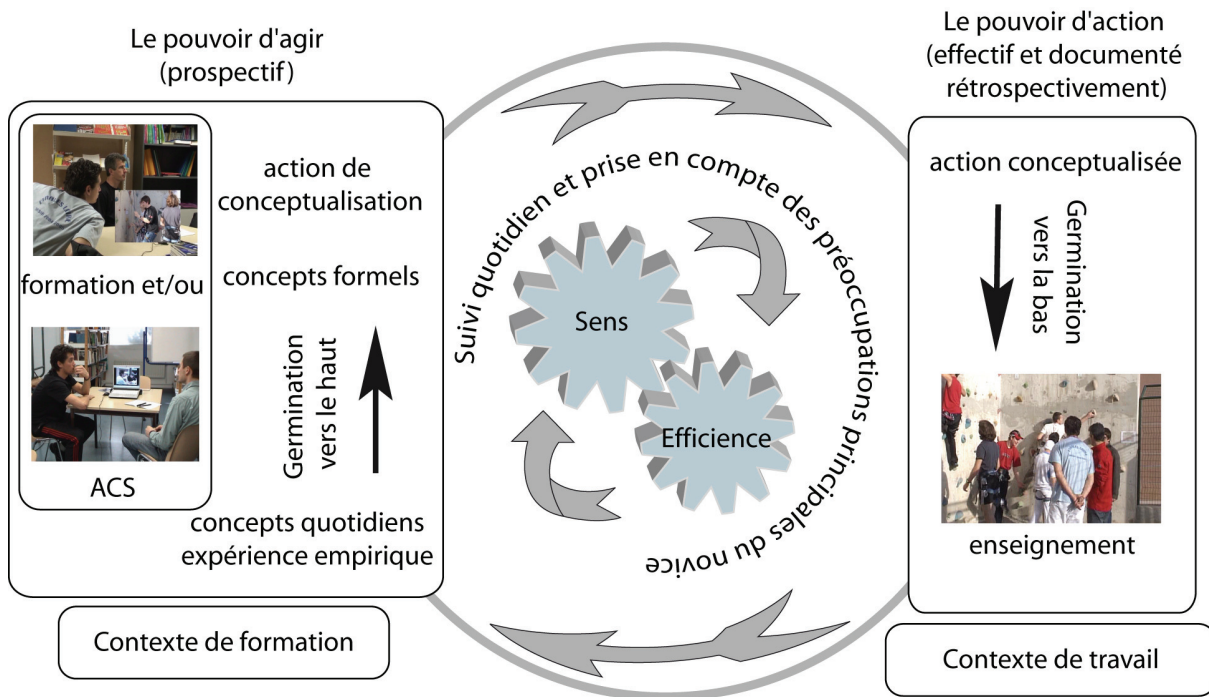 Le pouvoir d'agir
(prospectif)
action de
conceptualisation
formation et/ou
concepts formels
Germination
vers le haut
ACS
concepts quotidiens
expérience empirique
Contexte de formation
Suivi quotidien et prise en compte des préoccupations principales du novice
Sens
Efficience
Le pouvoir d'action
(effectif et documenté
rétrospectivement)
action conceptualisée
Germination
vers la bas
enseignement
Contexte de travail